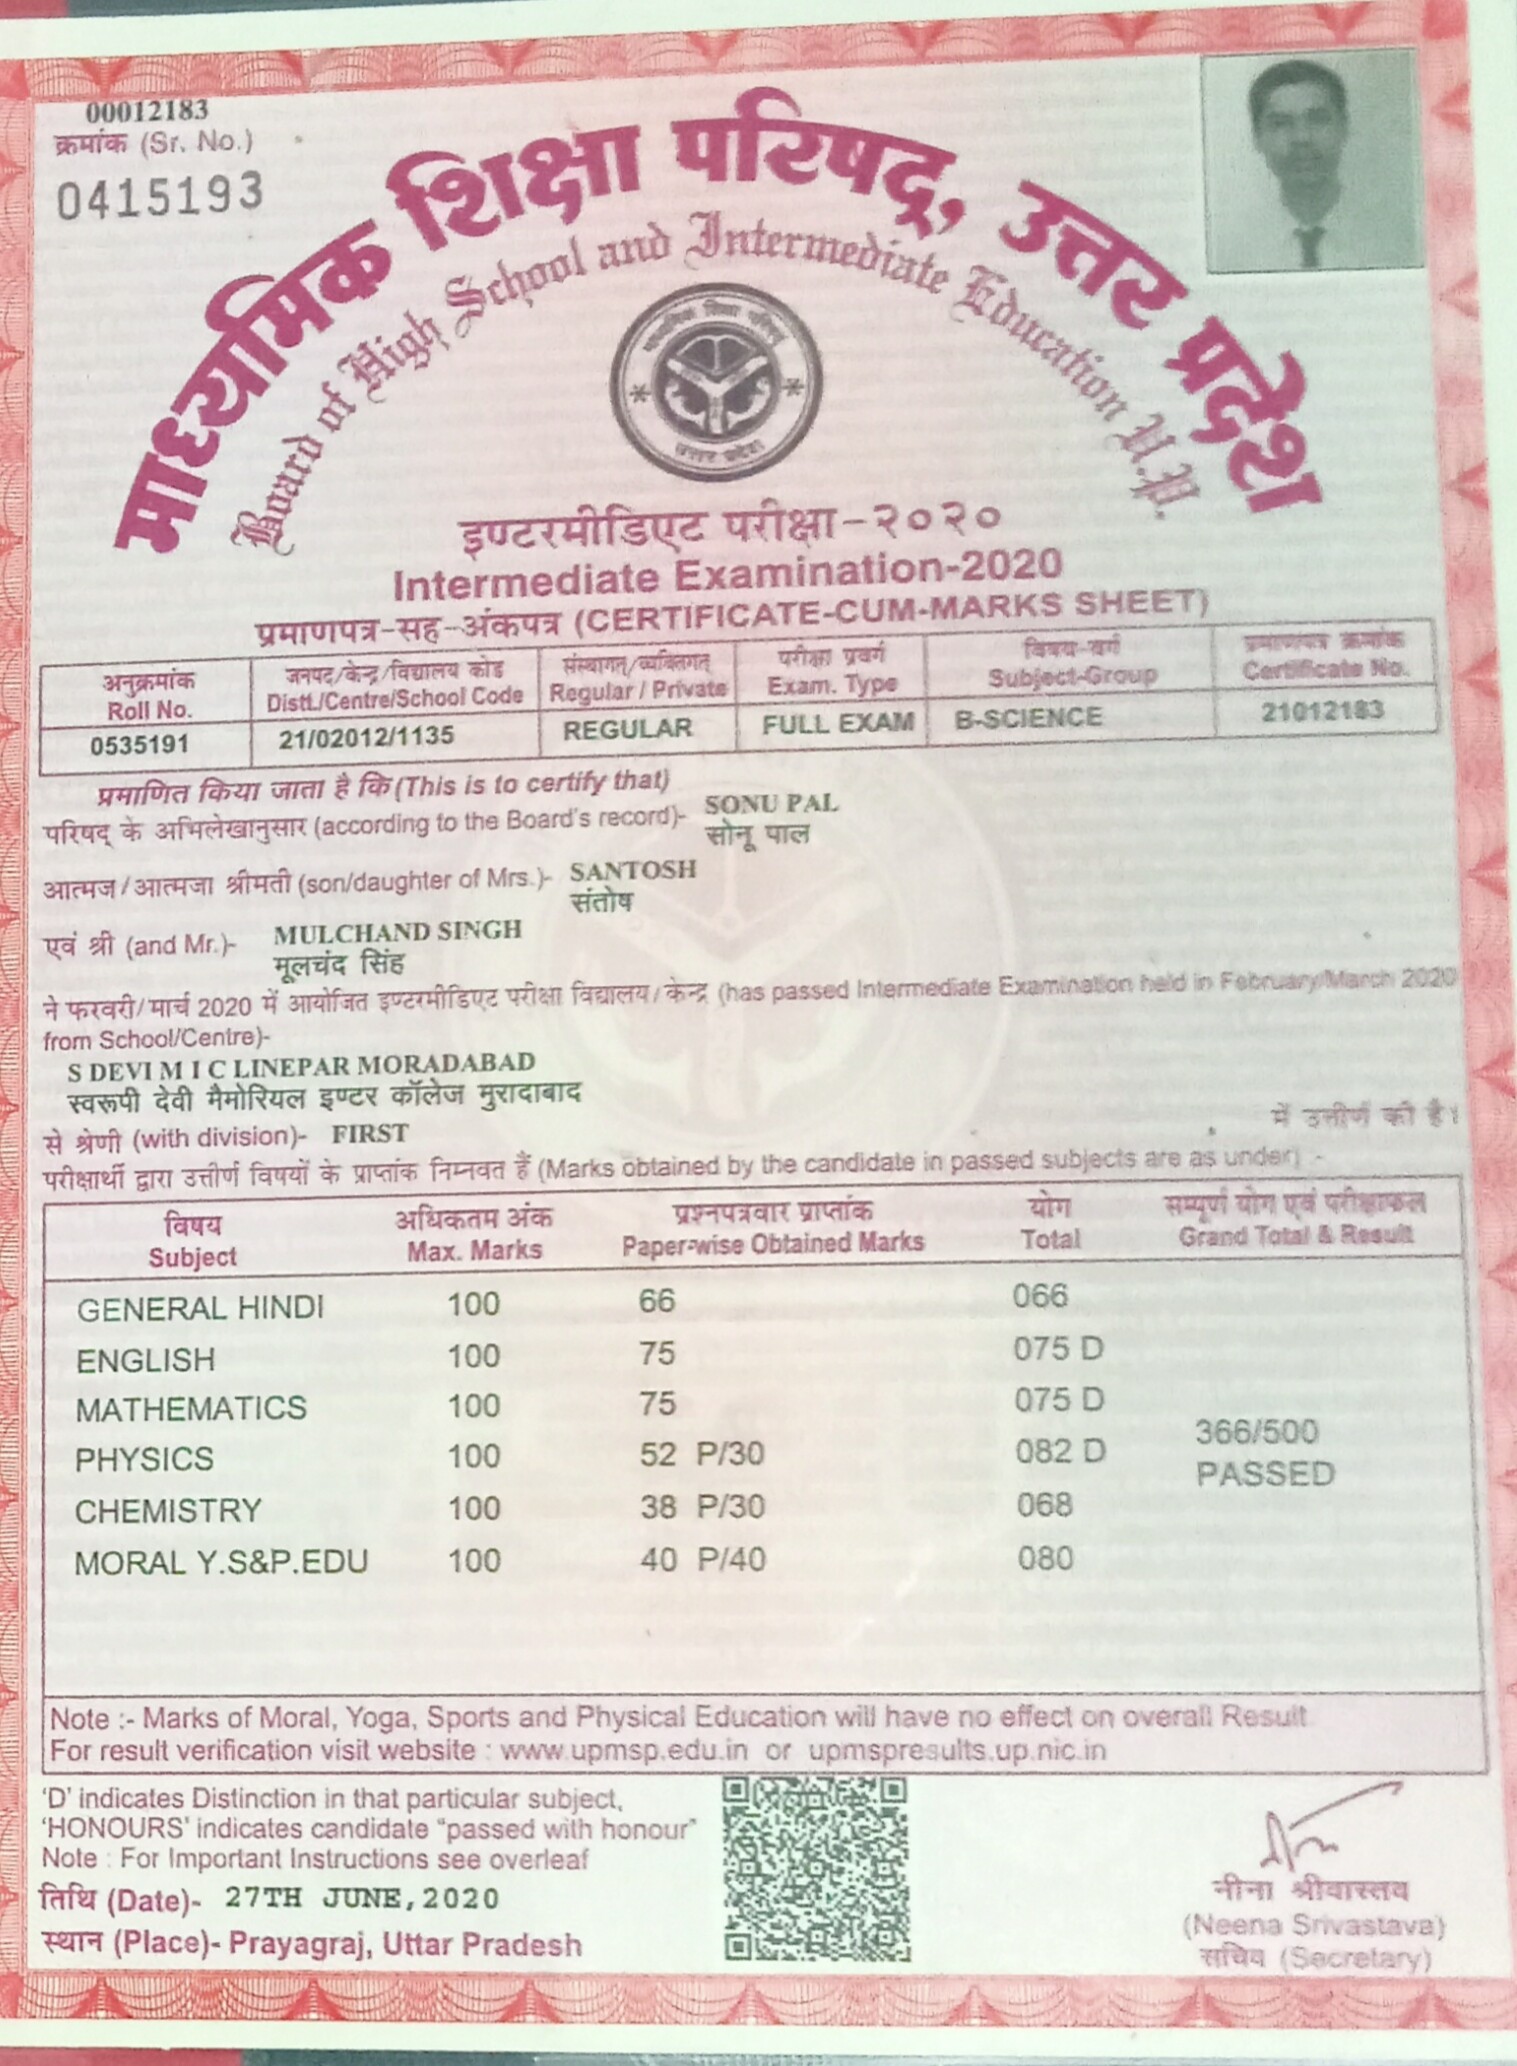 00012183
क्रमांक (Sr. No.)
0415193
माध्यमिक शिक्षा परिषद्, उत्तर प्रदेश
Board of High School and Intermediate Education U.P.
माध्यमिक शिक्षा परिषद्
उत्तर प्रदेश
इण्टरमीडिएट परीक्षा-२०२०
Intermediate Examination-2020
प्रमाणपत्र-सह-अंकपत्र (CERTIFICATE-CUM-MARKS SHEET)
अनुक्रमांक जनपद/केन्द्र/विद्यालय कोड संस्थागत/व्यक्तिगत परीक्षा प्रवर्ग विषय-वर्ग प्रमाणपत्र क्रमांक
Roll No. Distt./Centre/School Code Regular / Private Exam. Type Subject-Group Certificate No.
0535191 21/02012/1135 REGULAR FULL EXAM B-SCIENCE 21012183
प्रमाणित किया जाता है कि (This is to certify that)
परिषद् के अभिलेखानुसार (according to the Board's record)- SONU PAL
सोनू पाल
आत्मज/आत्मजा श्रीमती (son/daughter of Mrs.)- SANTOSH
संतोष
एवं श्री (and Mr.)- MULCHAND SINGH
मूलचंद सिंह
ने फरवरी/मार्च 2020 में आयोजित इण्टरमीडिएट परीक्षा विद्यालय/केन्द्र (has passed Intermediate Examination held in February/March 2020
from School/Centre)-
S DEVI M I C LINEPAR MORADABAD
स्वरूपी देवी मैमोरियल इण्टर कॉलेज मुरादाबाद
में उत्तीर्ण की है।
से श्रेणी (with division)- FIRST
परीक्षार्थी द्वारा उत्तीर्ण विषयों के प्राप्तांक निम्नवत हैं (Marks obtained by the candidate in passed subjects are as under) -
विषय अधिकतम अंक प्रश्नपत्रवार प्राप्तांक योग सम्पूर्ण योग एवं परीक्षाफल
Subject Max. Marks Paper-wise Obtained Marks Total Grand Total & Result
GENERAL HINDI 100 66 066
ENGLISH 100 75 075 D
MATHEMATICS 100 75 075 D
366/500
PHYSICS 100 52 P/30 082 D
PASSED
CHEMISTRY 100 38 P/30 068
MORAL Y.S&P.EDU 100 40 P/40 080
Note :- Marks of Moral, Yoga, Sports and Physical Education will have no effect on overall Result
For result verification visit website : www.upmsp.edu.in or upmspresults.up.nic.in
'D' indicates Distinction in that particular subject,
'HONOURS' indicates candidate "passed with honour"
Note : For Important Instructions see overleaf
तिथि (Date)- 27TH JUNE, 2020
स्थान (Place)- Prayagraj, Uttar Pradesh
नीना श्रीवास्तव
(Neena Srivastava)
सचिव (Secretary)